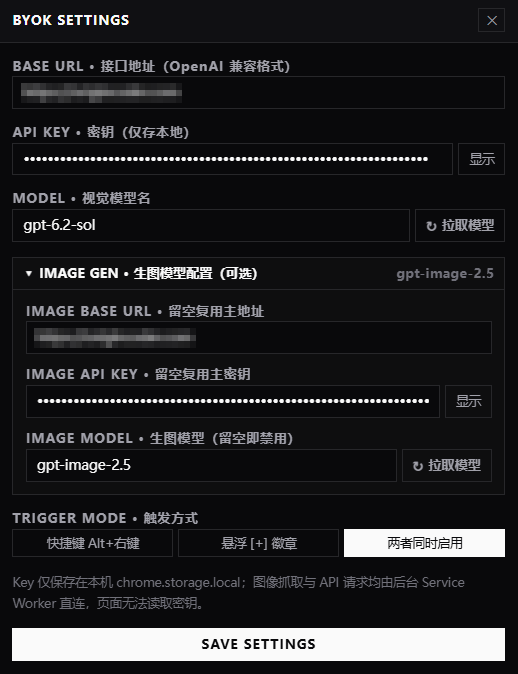 BYOK SETTINGS
BASE URL • 接口地址（OpenAI 兼容格式）
API KEY • 密钥（仅存本地）
显示
MODEL • 视觉模型名
gpt-6.2-sol
↻ 拉取模型
▼ IMAGE GEN • 生图模型配置（可选）
gpt-image-2.5
IMAGE BASE URL • 留空复用主地址
IMAGE API KEY • 留空复用主密钥
显示
IMAGE MODEL • 生图模型（留空即禁用）
gpt-image-2.5
↻ 拉取模型
TRIGGER MODE • 触发方式
快捷键 Alt+右键
悬浮 [+] 徽章
两者同时启用
Key 仅保存在本机 chrome.storage.local；图像抓取与 API 请求均由后台 Service
Worker 直连，页面无法读取密钥。
SAVE SETTINGS